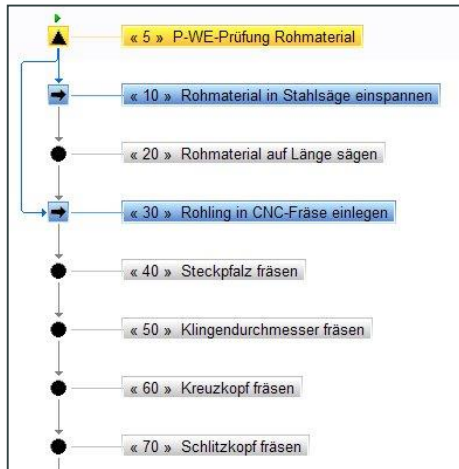 « 5 » P-WE-Prüfung Rohmaterial
« 10 » Rohmaterial in Stahlsäge einspannen
« 20 » Rohmaterial auf Länge sägen
« 30 » Rohling in CNC-Fräse einlegen
« 40 » Steckpfalz fräsen
« 50 » Klingendurchmesser fräsen
« 60 » Kreuzkopf fräsen
« 70 » Schlitzkopf fräsen